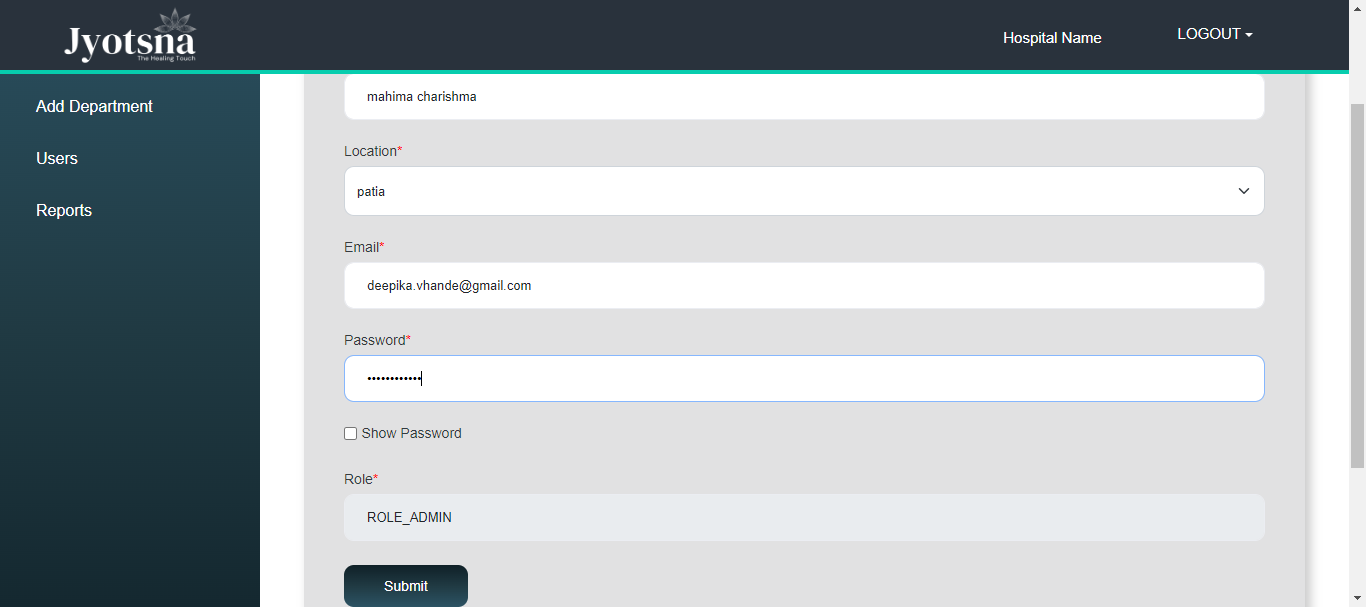 Jyotsna
The Healing Touch
Hospital Name
LOGOUT
Add Department
Users
Reports
mahima charishma
Location*
patia
Email*
deepika.vhande@gmail.com
Password*
••••••••••••
Show Password
Role*
ROLE_ADMIN
Submit